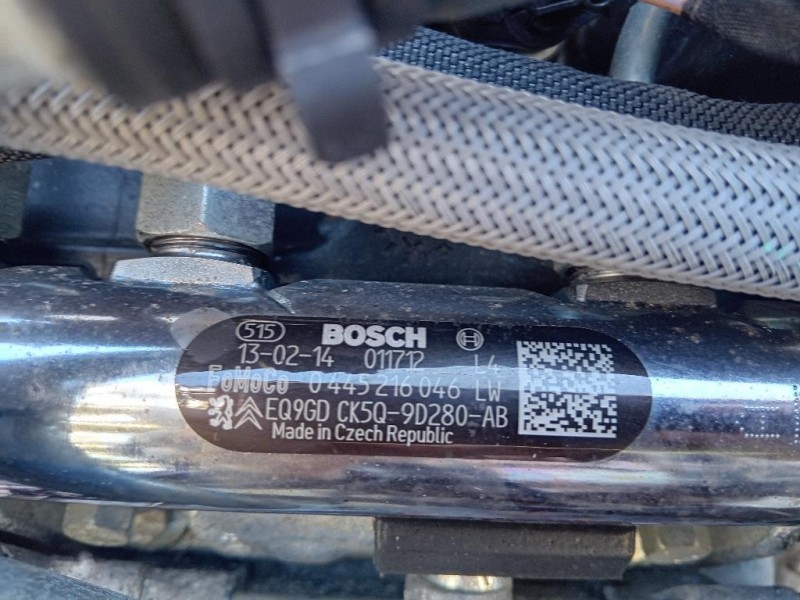 515 BOSCH
13-02-14 011712 L4
FoMoCo 0 445 216 046 LW
EQ9GD CK5Q-9D280-AB
Made in Czech Republic